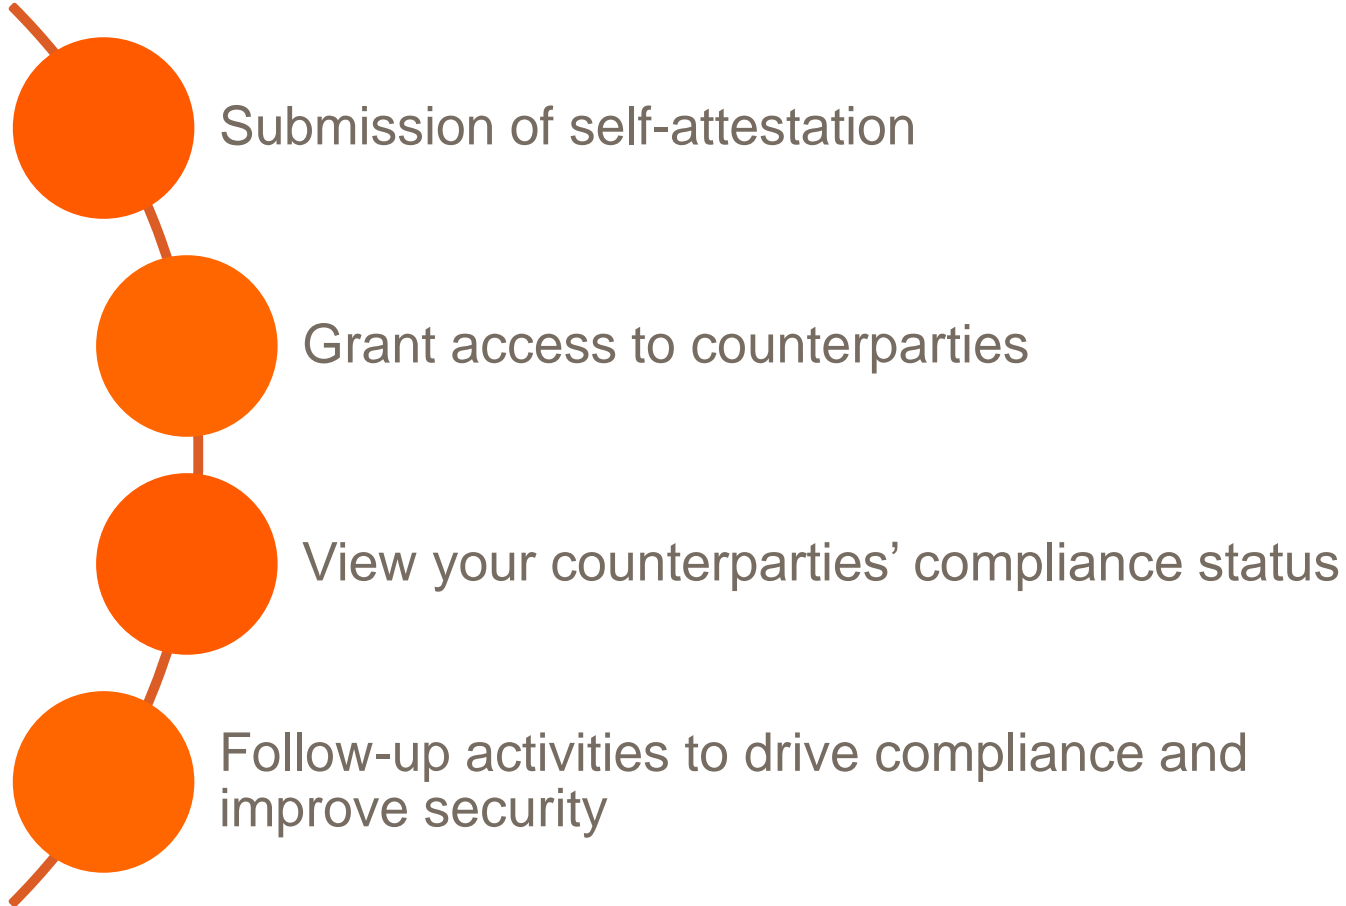 Submission of self-attestation
Grant access to counterparties
View your counterparties’ compliance status
Follow-up activities to drive compliance and
improve security